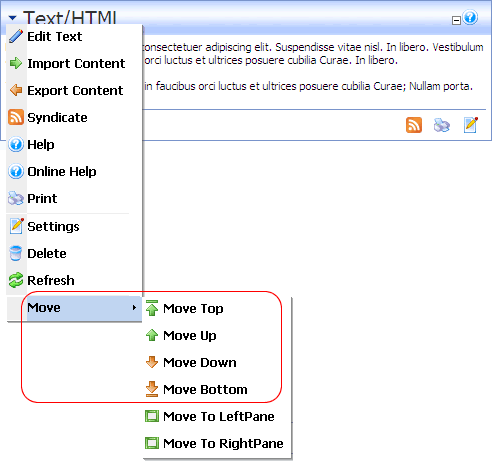 Text/HTML
consectetuer adipiscing elit. Suspendisse vitae nisl. In libero. Vestibulum
orci luctus et ultrices posuere cubilia Curae. In libero.
in faucibus orci luctus et ultrices posuere cubilia Curae; Nullam porta.
Edit Text
Import Content
Export Content
Syndicate
Help
Online Help
Print
Settings
Delete
Refresh
Move
Move Top
Move Up
Move Down
Move Bottom
Move To LeftPane
Move To RightPane